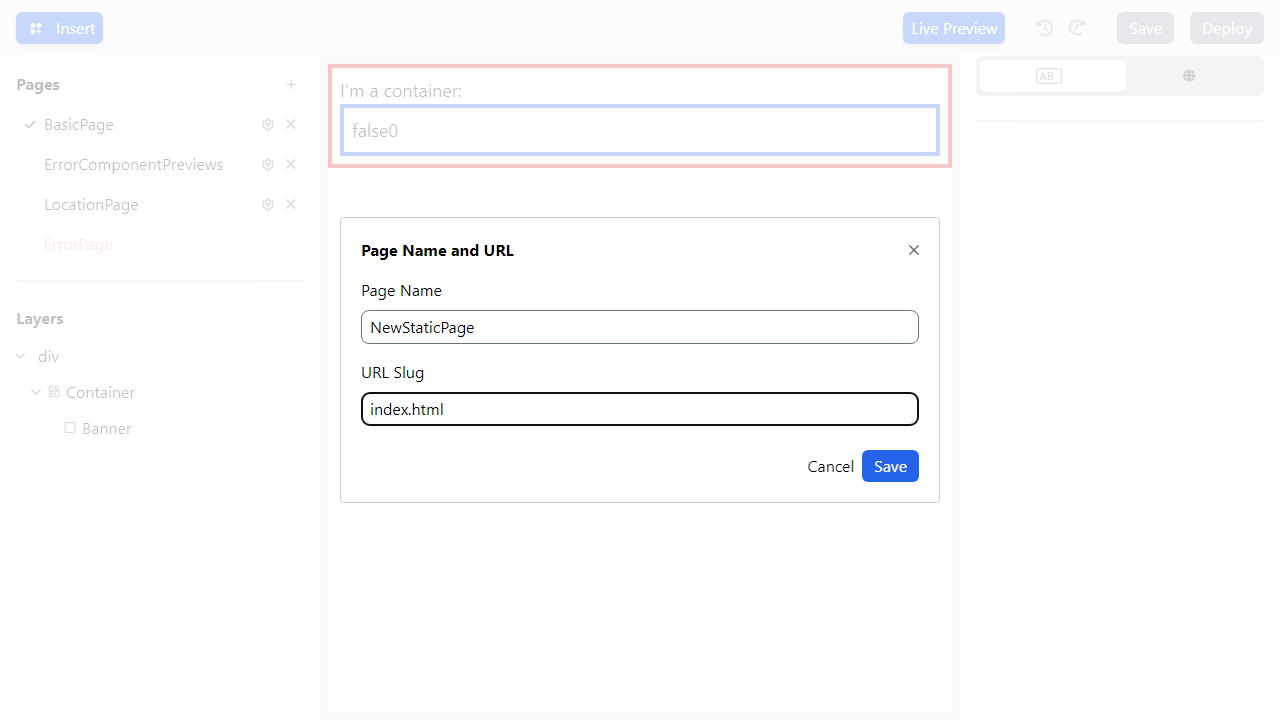 Insert
Live Preview
Save
Deploy
Pages
BasicPage
ErrorComponentPreviews
LocationPage
ErrorPage
Layers
div
Container
Banner
I'm a container:
false0
Page Name and URL
Page Name
NewStaticPage
URL Slug
index.html
Cancel
Save
AB